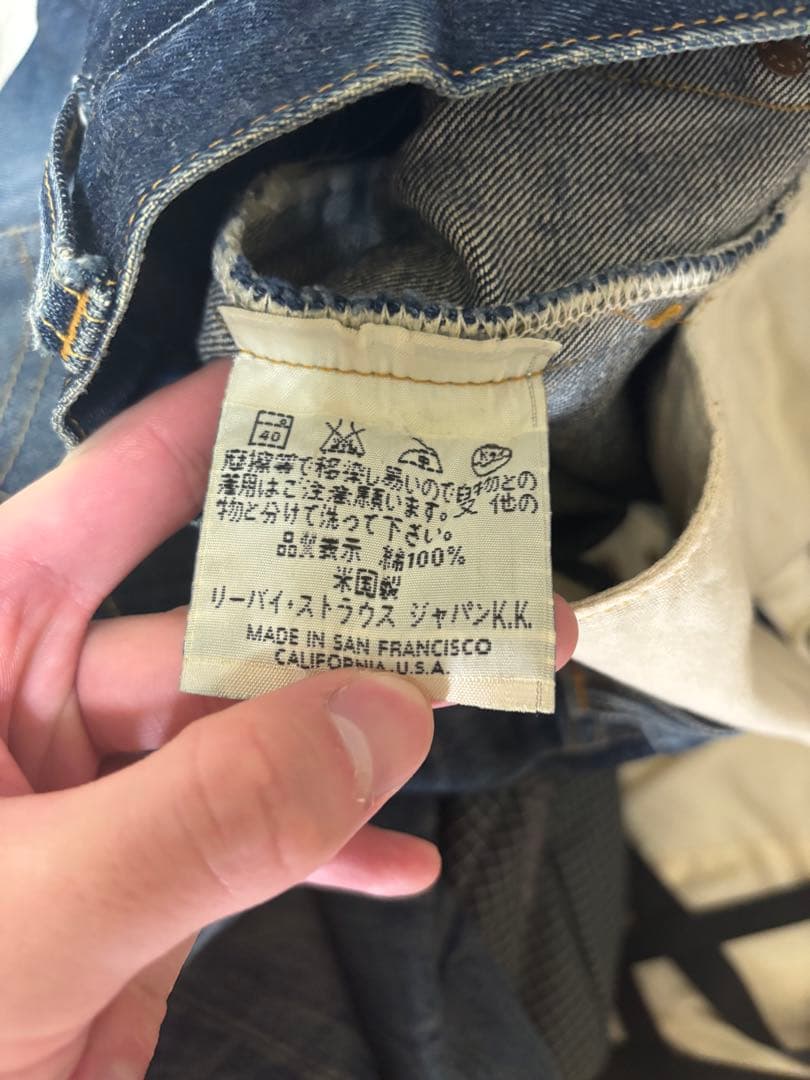 40
摩擦等で移染し易いので白物との
着用はご注意願います。又 他の
物と分けて洗って下さい。
品質表示 綿100%
米国製
リーバイ・ストラウス ジャパンK.K.
MADE IN SAN FRANCISCO
CALIFORNIA U.S.A.